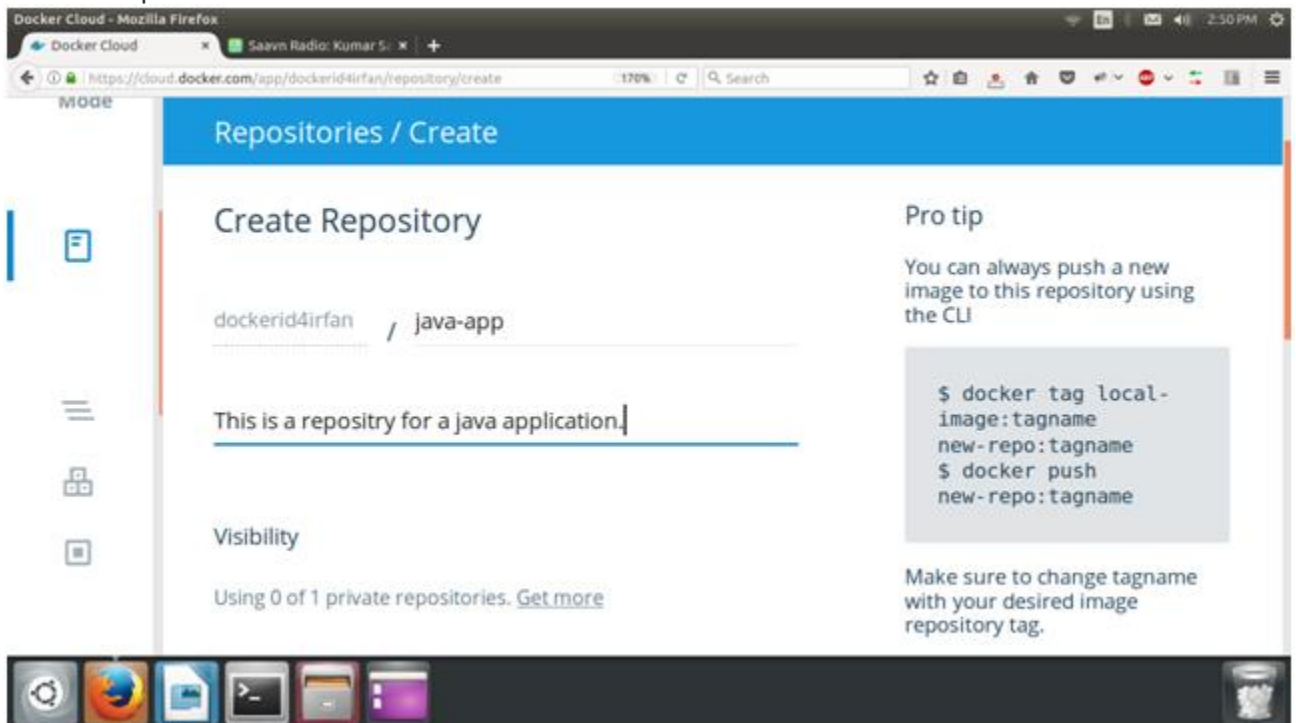 Docker Cloud - Mozilla Firefox
En 2:50 PM
Docker Cloud × Saavn Radio: Kumar S × +
https://cloud.docker.com/app/dockerid4irfan/repository/create 170% Search
Mode
Repositories / Create
Create Repository
dockerid4irfan / java-app
This is a repositry for a java application.
Visibility
Using 0 of 1 private repositories. Get more
Pro tip
You can always push a new
image to this repository using
the CLI
$ docker tag local-
image:tagname
new-repo:tagname
$ docker push
new-repo:tagname
Make sure to change tagname
with your desired image
repository tag.